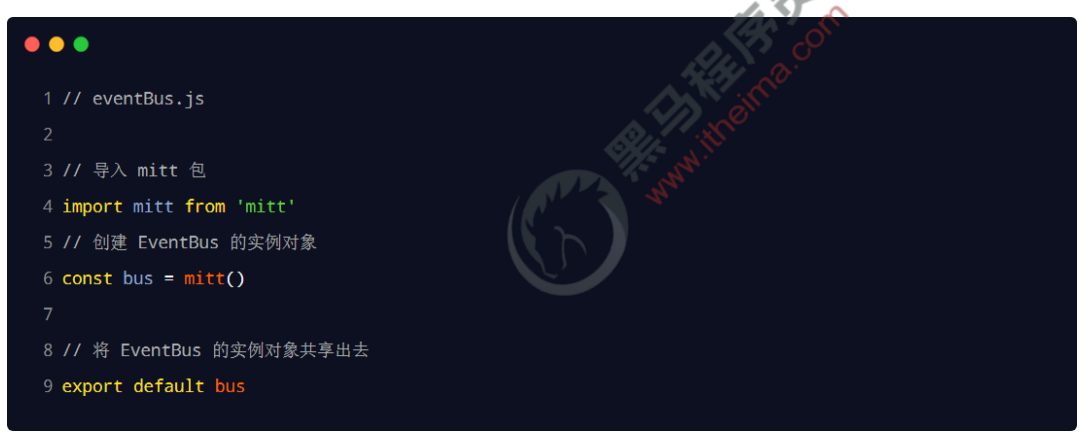 1 // eventBus.js
2
3 // 导入 mitt 包
4 import mitt from 'mitt'
5 // 创建 EventBus 的实例对象
6 const bus = mitt()
7
8 // 将 EventBus 的实例对象共享出去
9 export default bus
黑马程序员
www.itheima.com